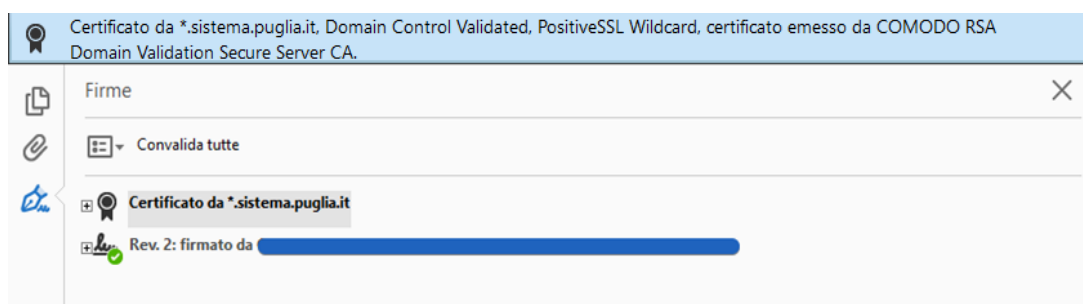 Certificato da *.sistema.puglia.it, Domain Control Validated, PositiveSSL Wildcard, certificato emesso da COMODO RSA
Domain Validation Secure Server CA.
Firme
Convalida tutte
Certificato da *.sistema.puglia.it
Rev. 2: firmato da